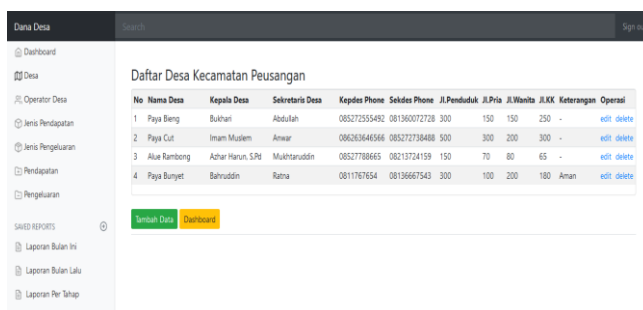 Dana Desa
Search
Sign ou
Dashboard
Desa
Operator Desa
Jenis Pendapatan
Jenis Pengeluaran
Pendapatan
Pengeluaran
SAVED REPORTS
Laporan Bulan Ini
Laporan Bulan Lalu
Laporan Per Tahap
Daftar Desa Kecamatan Peusangan
No Nama Desa Kepala Desa Sekretaris Desa Kepdes Phone Sekdes Phone Jl.Penduduk Jl.Pria Jl.Wanita Jl.KK Keterangan Operasi
1 Paya Bieng Bukhari Abdullah 085272555492 081360072728 300 150 150 250 - edit delete
2 Paya Cut Imam Muslem Anwar 086263646566 085272738488 500 300 200 300 - edit delete
3 Alue Rambong Azhar Harun, S.Pd Mukhtaruddin 08527788665 08213724159 150 70 80 65 - edit delete
4 Paya Bunyet Bahruddin Ratna 0811767654 08136667543 300 100 200 180 Aman edit delete
Tambah Data Dashboard